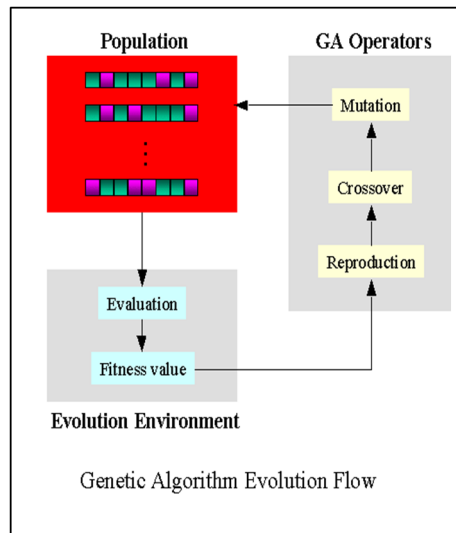 Population
GA Operators
Mutation
Crossover
Reproduction
Evaluation
Fitness value
Evolution Environment
Genetic Algorithm Evolution Flow